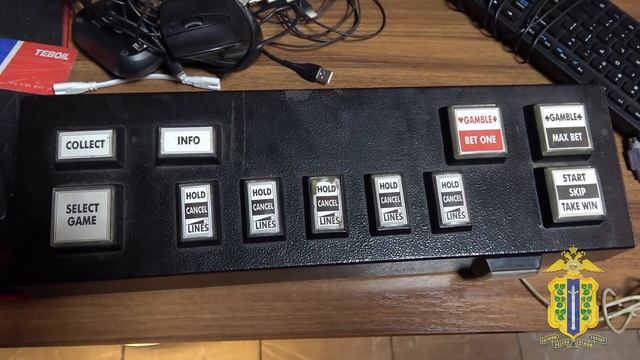 TEBOIL
COLLECT
INFO
♥GAMBLE♦
BET ONE
♠GAMBLE♣
MAX BET
SELECT
GAME
HOLD
CANCEL
LINES
HOLD
CANCEL
LINES
HOLD
CANCEL
LINES
HOLD
CANCEL
LINES
HOLD
CANCEL
LINES
START
SKIP
TAKE WIN